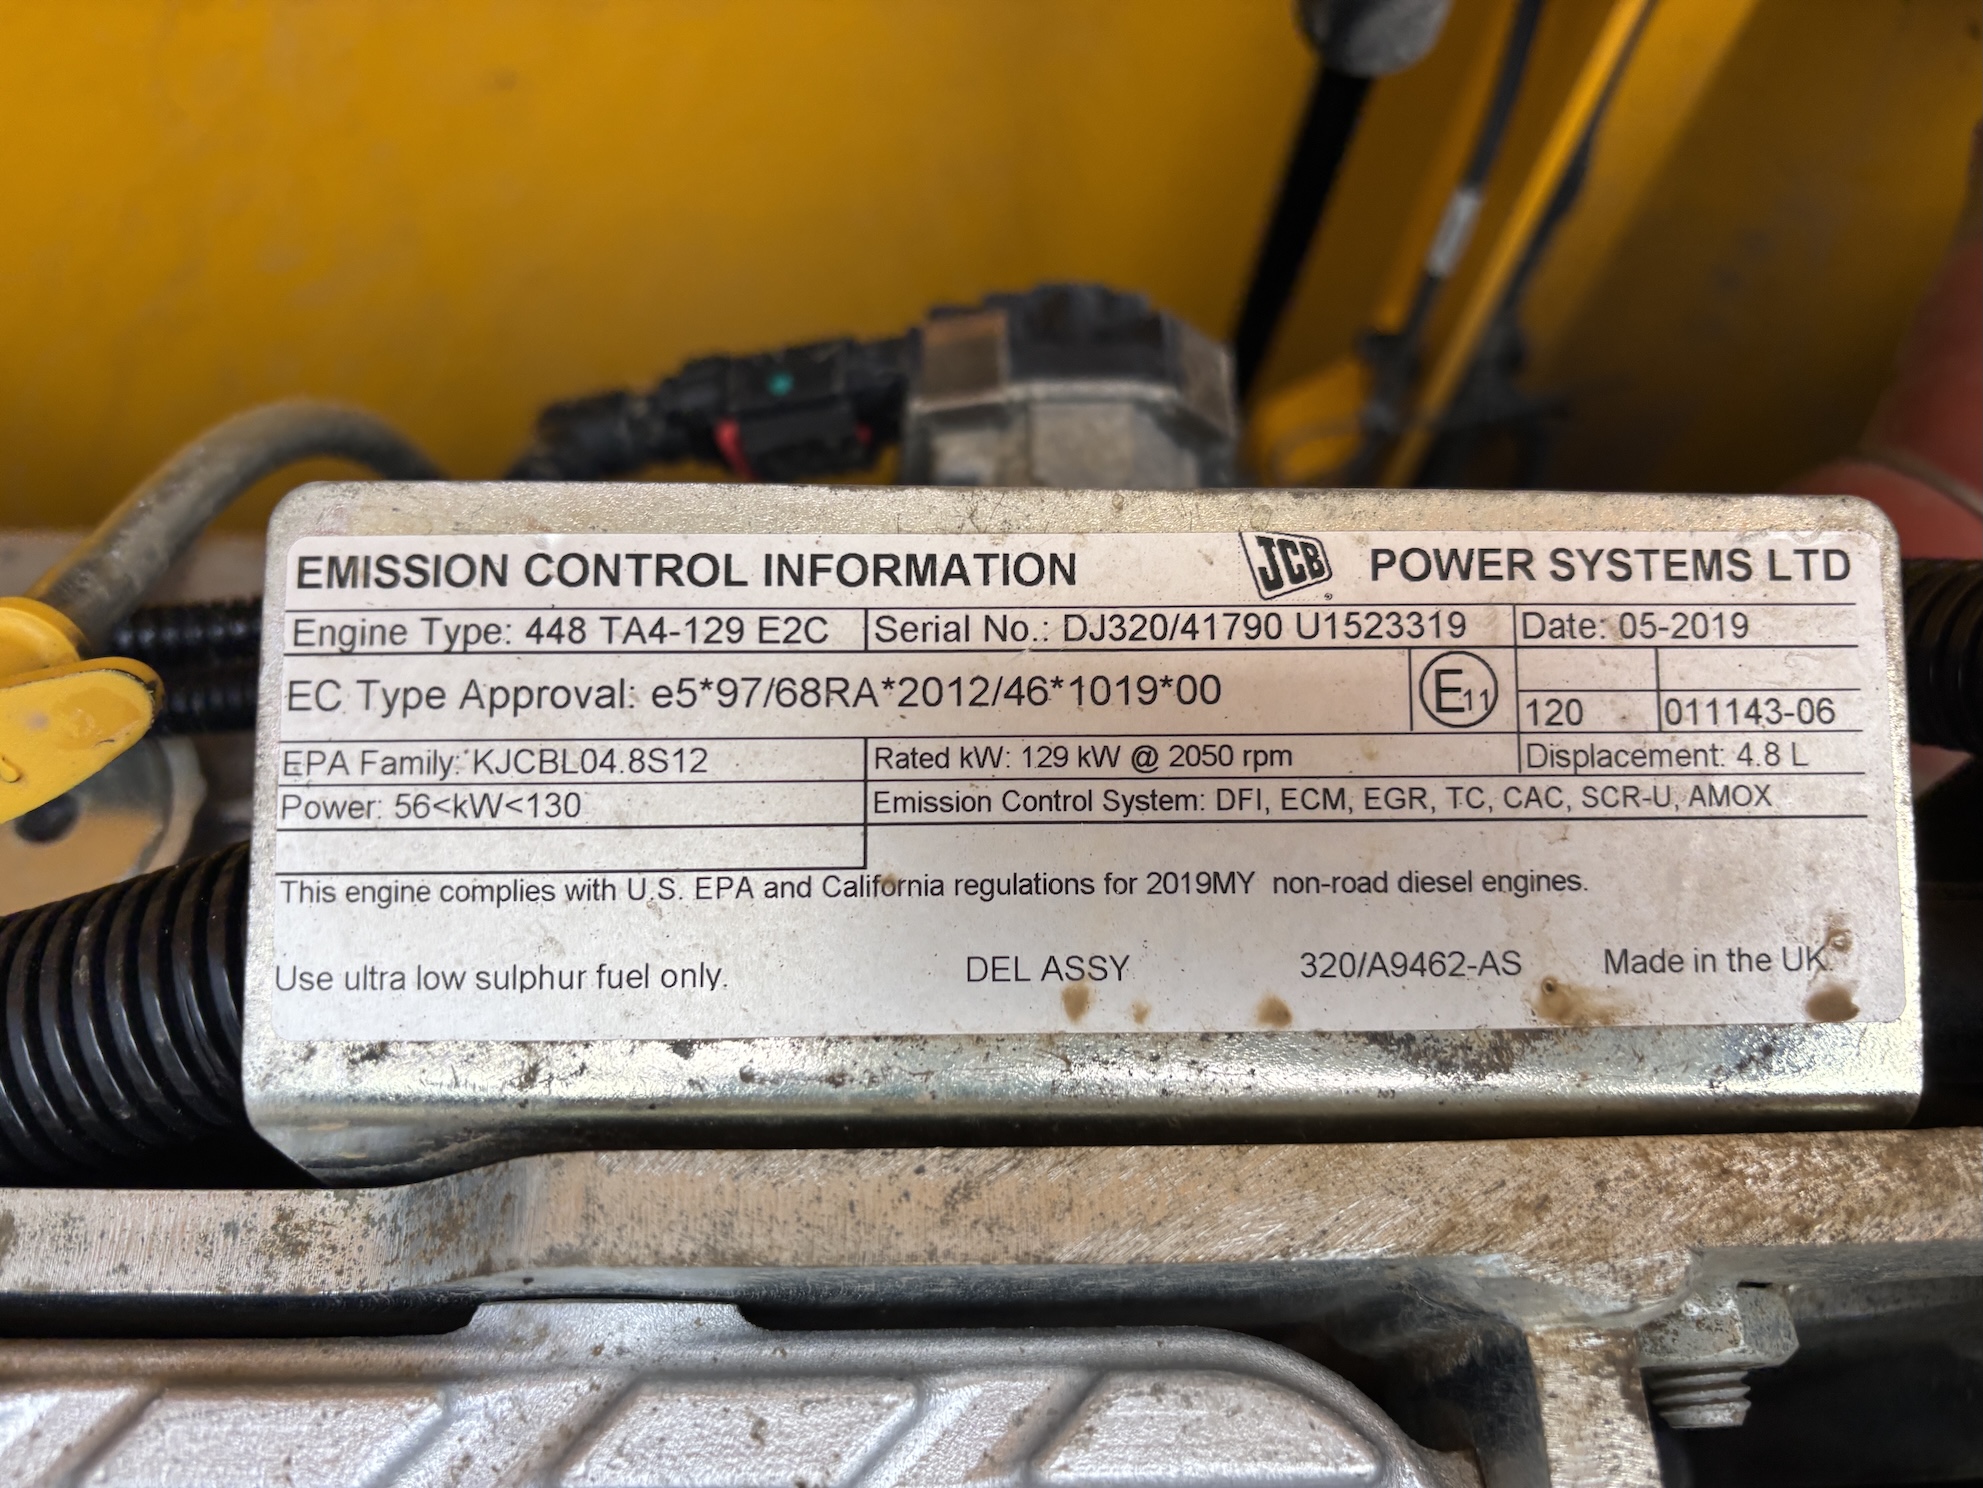 EMISSION CONTROL INFORMATION JCB POWER SYSTEMS LTD
Engine Type: 448 TA4-129 E2C Serial No.: DJ320/41790 U1523319 Date: 05-2019
EC Type Approval: e5*97/68RA*2012/46*1019*00 E11 120 011143-06
EPA Family: KJCBL04.8S12 Rated kW: 129 kW @ 2050 rpm Displacement: 4.8 L
Power: 56<kW<130 Emission Control System: DFI, ECM, EGR, TC, CAC, SCR-U, AMOX
This engine complies with U.S. EPA and California regulations for 2019MY non-road diesel engines.
Use ultra low sulphur fuel only. DEL ASSY 320/A9462-AS Made in the UK.